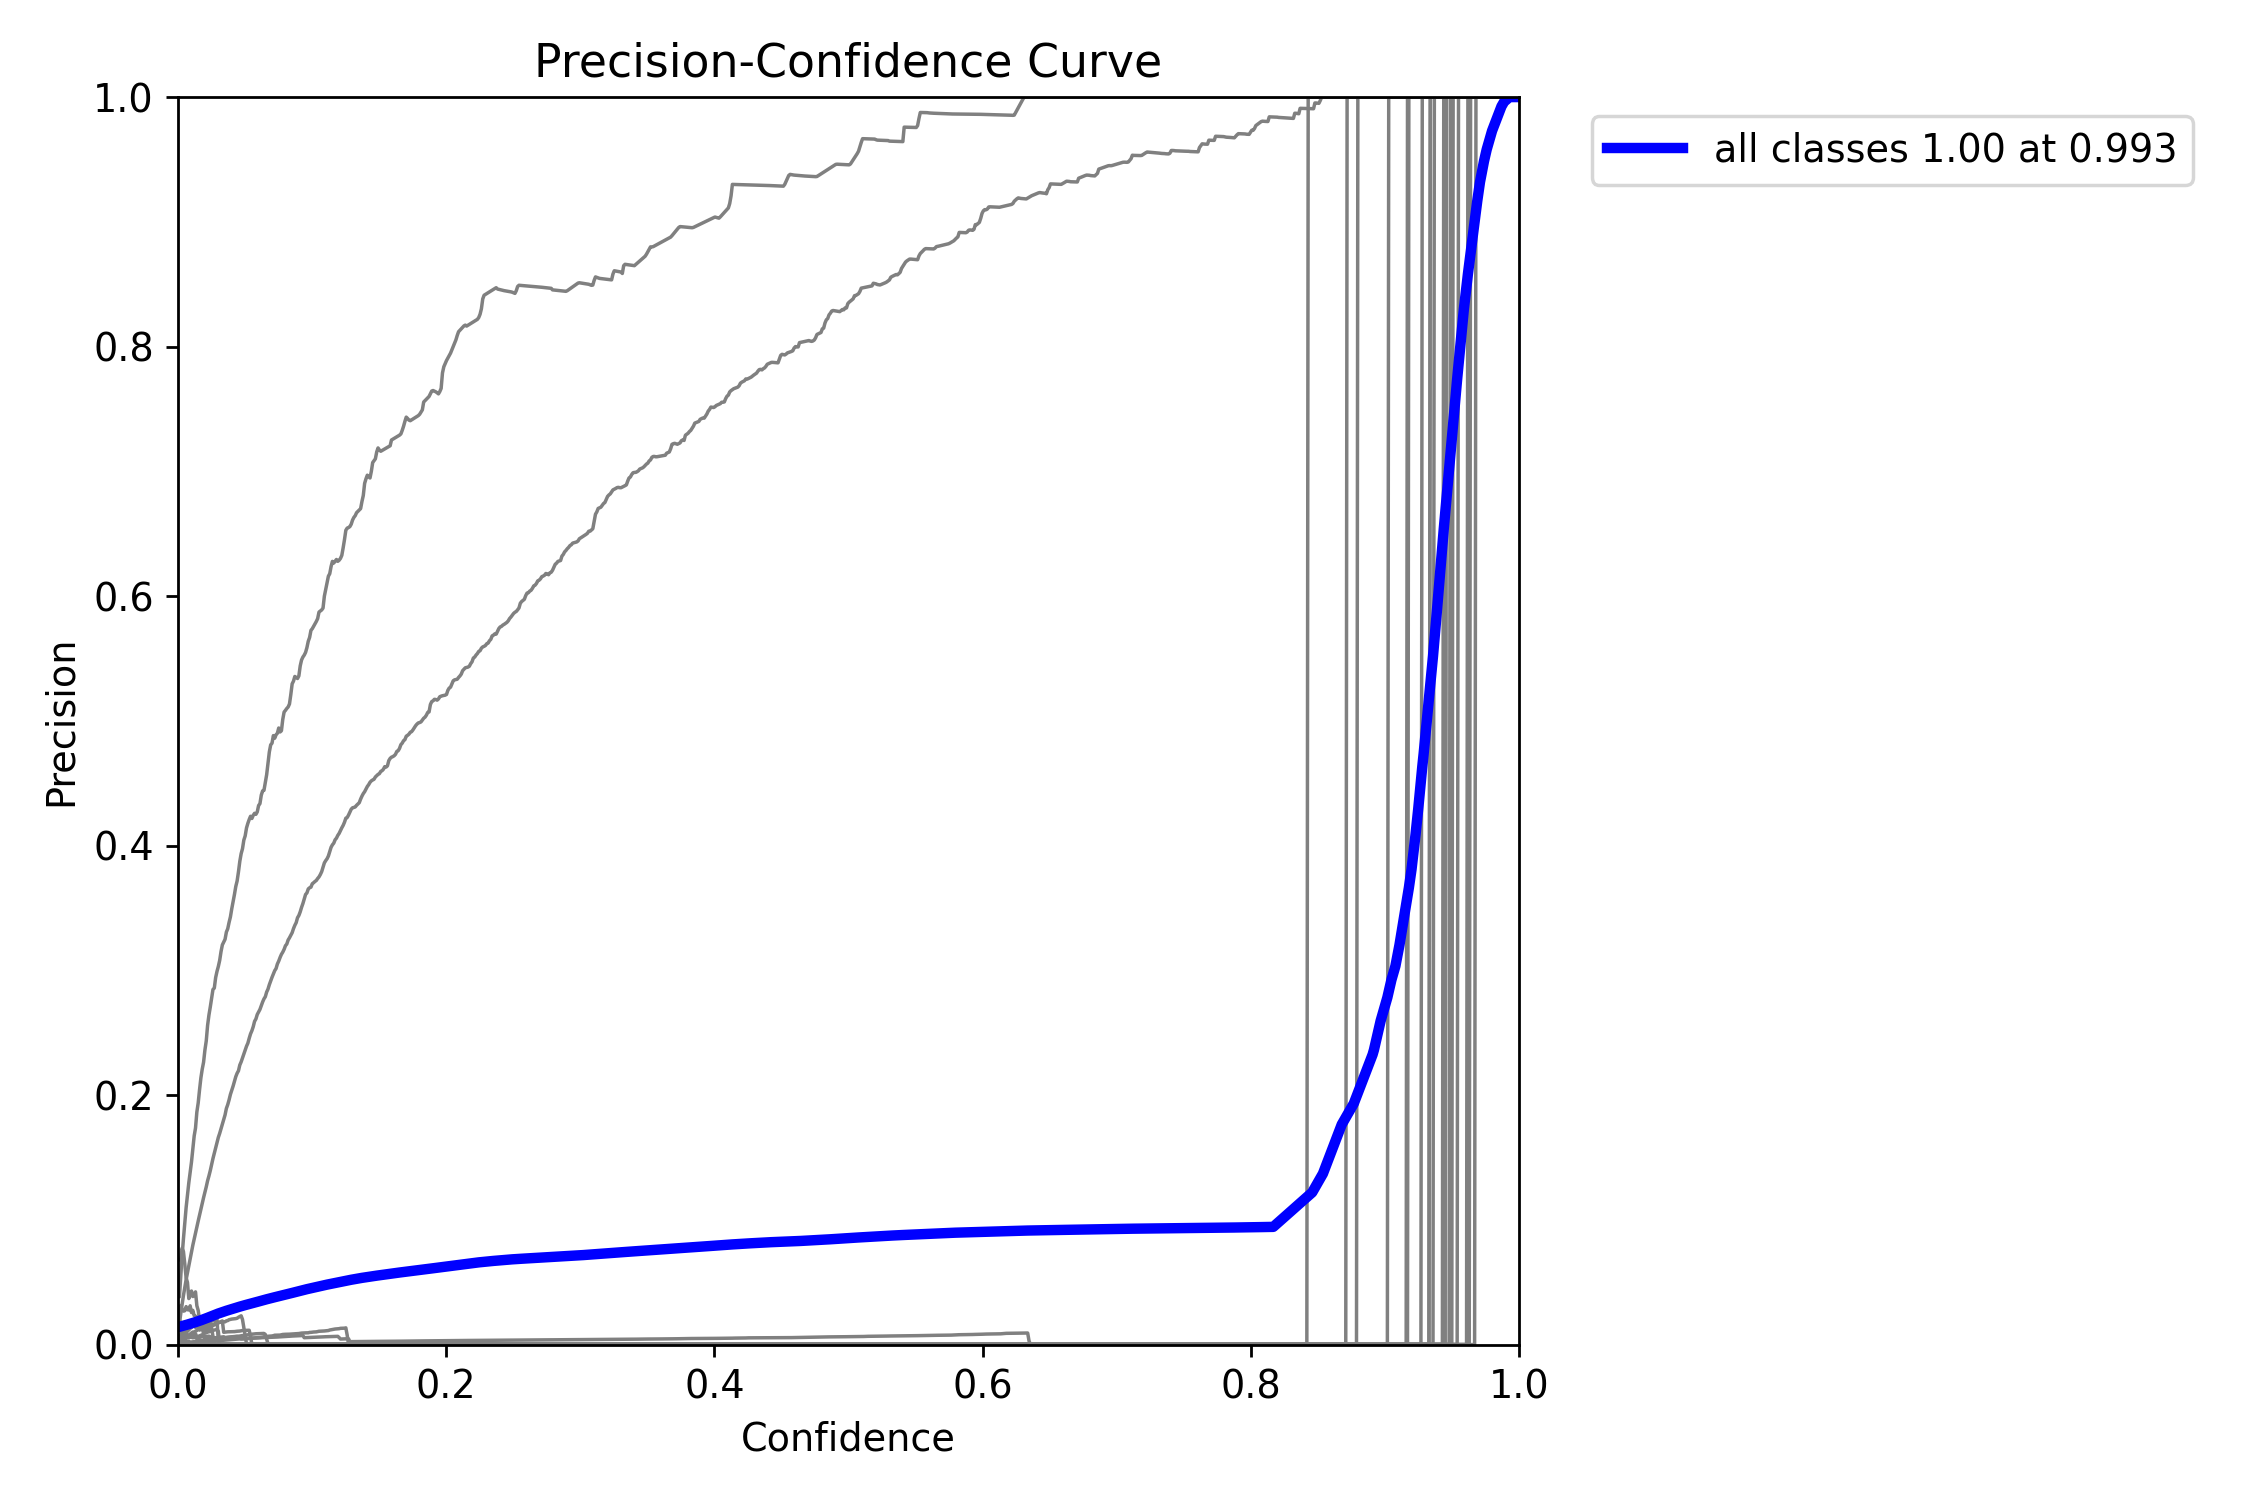 Precision-Confidence Curve
all classes 1.00 at 0.993
Precision
1.0
0.8
0.6
0.4
0.2
0.0
0.0 0.2 0.4 0.6 0.8 1.0
Confidence